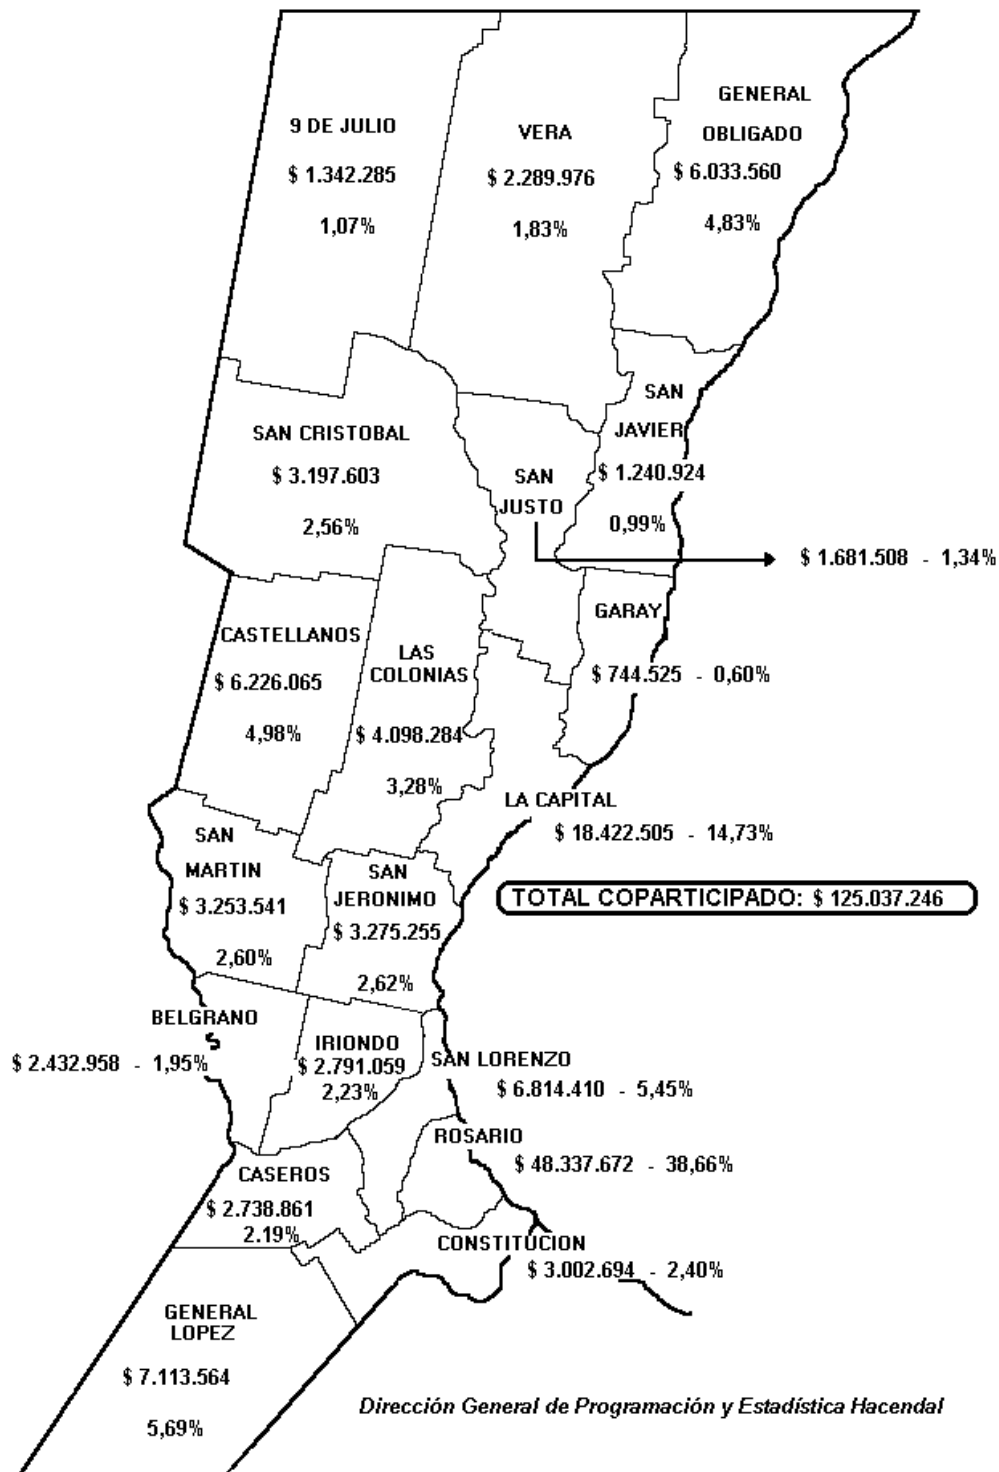 9 DE JULIO
$ 1.342.285
1,07%
VERA
$ 2.289.976
1,83%
GENERAL
OBLIGADO
$ 6.033.560
4,83%
SAN CRISTOBAL
$ 3.197.603
2,56%
SAN
JUSTO
$ 1.681.508 - 1,34%
SAN
JAVIER
$ 1.240.924
0,99%
CASTELLANOS
$ 6.226.065
4,98%
LAS
COLONIAS
$ 4.098.284
3,28%
GARAY
$ 744.525 - 0,60%
LA CAPITAL
$ 18.422.505 - 14,73%
SAN
MARTIN
$ 3.253.541
2,60%
SAN
JERONIMO
$ 3.275.255
2,62%
TOTAL COPARTICIPADO: $ 125.037.246
BELGRANO
$ 2.432.958 - 1,95%
IRIONDO
$ 2.791.059
2,23%
SAN LORENZO
$ 6.814.410 - 5,45%
ROSARIO
$ 48.337.672 - 38,66%
CASEROS
$ 2.738.861
2.19%
CONSTITUCION
$ 3.002.694 - 2,40%
GENERAL
LOPEZ
$ 7.113.564
5,69%
Dirección General de Programación y Estadística Hacendal